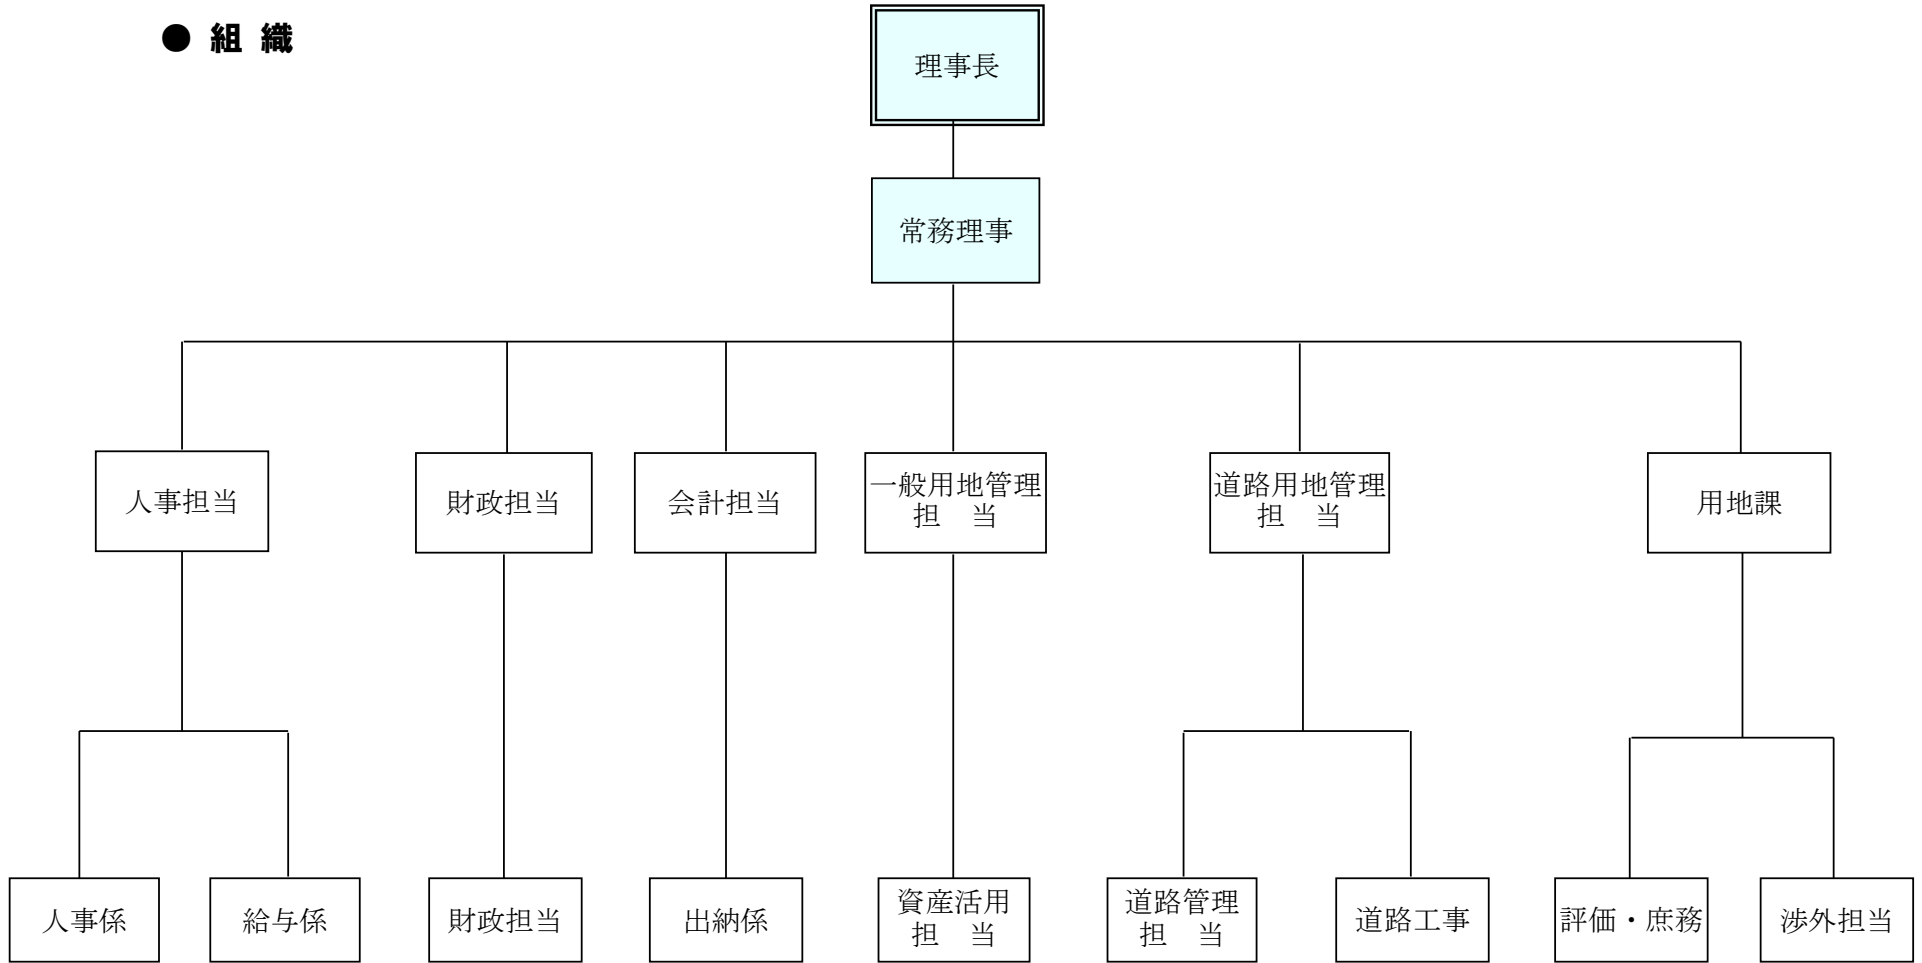 ● 組 織
理事長
常務理事
人事担当
財政担当
会計担当
一般用地管理
担　当
道路用地管理
担　当
用地課
人事係
給与係
財政担当
出納係
資産活用
担　当
道路管理
担　当
道路工事
評価・庶務
渉外担当